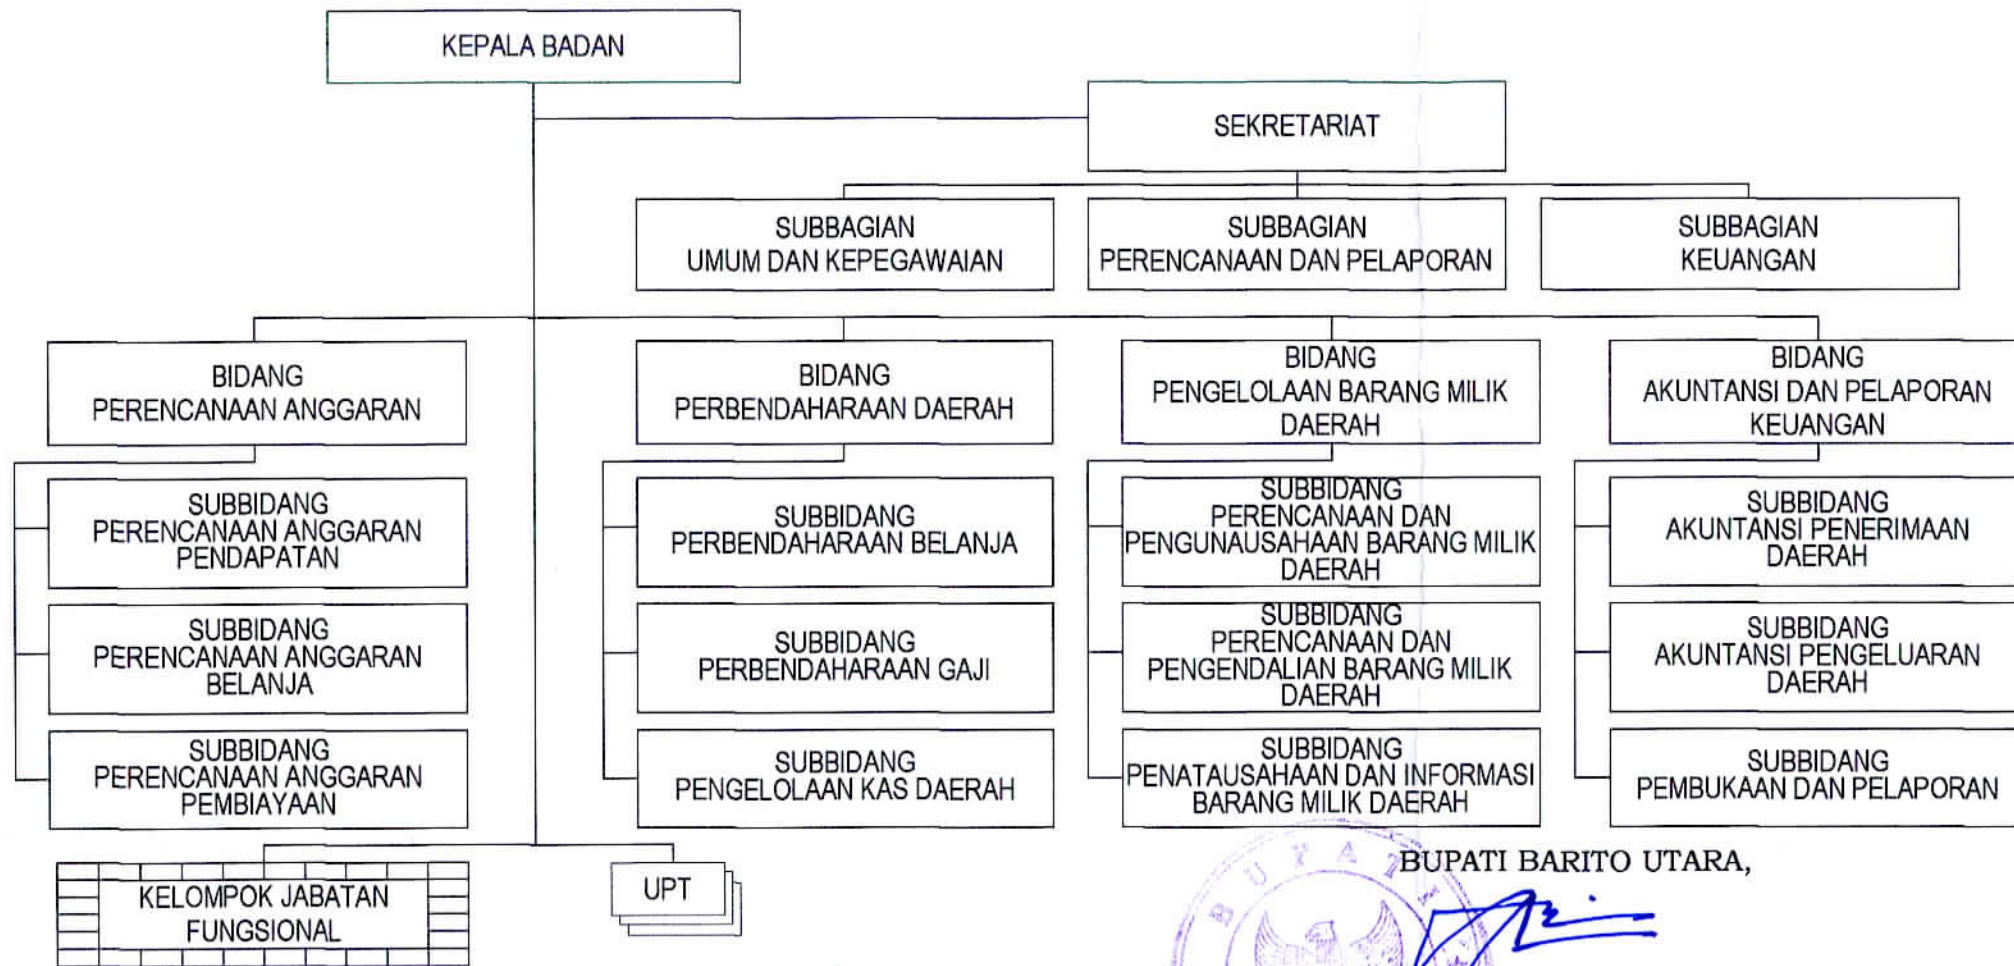 KEPALA BADAN
SEKRETARIAT
SUBBAGIAN
UMUM DAN KEPEGAWAIAN
SUBBAGIAN
PERENCANAAN DAN PELAPORAN
SUBBAGIAN
KEUANGAN
BIDANG
PERENCANAAN ANGGARAN
BIDANG
PERBENDAHARAAN DAERAH
BIDANG
PENGELOLAAN BARANG MILIK
DAERAH
BIDANG
AKUNTANSI DAN PELAPORAN
KEUANGAN
SUBBIDANG
PERENCANAAN ANGGARAN
PENDAPATAN
SUBBIDANG
PERBENDAHARAAN BELANJA
SUBBIDANG
PERENCANAAN DAN
PENGUNAUSAHAAN BARANG MILIK
DAERAH
SUBBIDANG
AKUNTANSI PENERIMAAN
DAERAH
SUBBIDANG
PERENCANAAN ANGGARAN
BELANJA
SUBBIDANG
PERBENDAHARAAN GAJI
SUBBIDANG
PERENCANAAN DAN
PENGENDALIAN BARANG MILIK
DAERAH
SUBBIDANG
AKUNTANSI PENGELUARAN
DAERAH
SUBBIDANG
PERENCANAAN ANGGARAN
PEMBIAYAAN
SUBBIDANG
PENGELOLAAN KAS DAERAH
SUBBIDANG
PENATAUSAHAAN DAN INFORMASI
BARANG MILIK DAERAH
SUBBIDANG
PEMBUKAAN DAN PELAPORAN
KELOMPOK JABATAN
FUNGSIONAL
UPT
BUPATI BARITO UTARA,
BUPATI